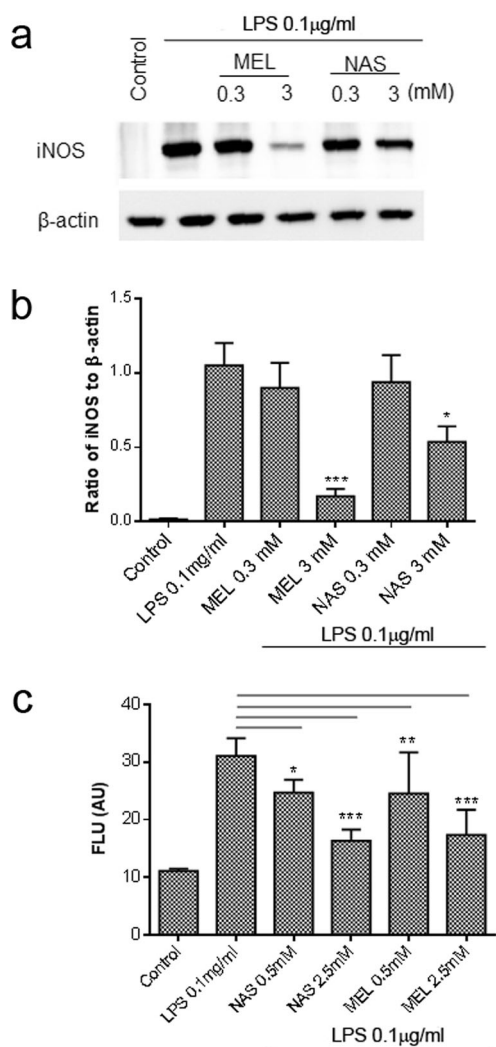 a
LPS 0.1μg/ml
Control
MEL
NAS
0.3
3
0.3
3
(mM)
iNOS
β-actin
b
Ratio of iNOS to β-actin
1.5
1.0
0.5
0.0
***
*
Control
LPS 0.1mg/ml
MEL 0.3 mM
MEL 3 mM
NAS 0.3 mM
NAS 3 mM
LPS 0.1μg/ml
c
FLU (AU)
40
30
20
10
0
*
***
**
***
Control
LPS 0.1mg/ml
NAS 0.5mM
NAS 2.5mM
MEL 0.5mM
MEL 2.5mM
LPS 0.1μg/ml